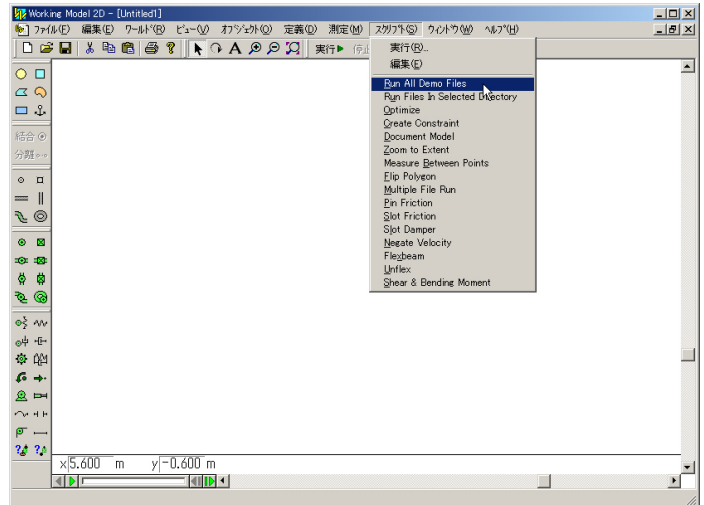 Working Model 2D - [Untitled1]
ファイル(F) 編集(E) ワールド(R) ビュー(V) オブジェクト(O) 定義(D) 測定(M) スクリプト(S) ウィンドウ(W) ヘルプ(H)
A 実行 停止
実行(R)...
編集(E)
Run All Demo Files
Run Files In Selected Directory
Optimize
Create Constraint
Document Model
Zoom to Extent
Measure Between Points
Flip Polygon
Multiple File Run
Pin Friction
Slot Friction
Slot Damper
Negate Velocity
Flexbeam
Unflex
Shear & Bending Moment
結合
分離
x 5.600 m y -0.600 m